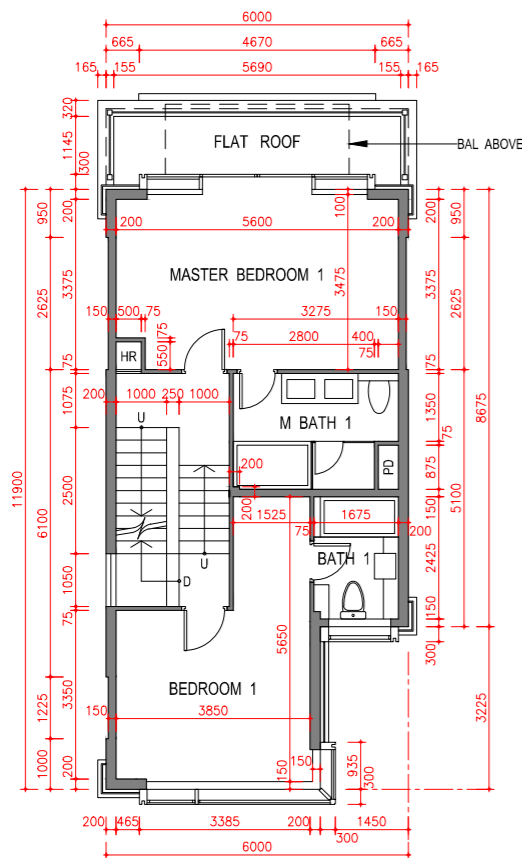 6000
665 4670 665
165 155 5690 155 165
320
1145
300
FLAT ROOF
BAL ABOVE
950
200
200 5600 200
100
200
950
2625
3375
MASTER BEDROOM 1
3475
3375
2625
150 500 75
3275 150
75 2800 400
75
550 75
HR
75
75
8675
200 1000 250 1000
1075
U
M BATH 1
1350
75
11900
6100
2500
200
PD
875
5100
200
1525
75
1675
200
150
BATH 1
2425
1050
U
D
75
150
300
5650
BEDROOM 1
3350
1225
150 3850
3225
1000
200
150
150
935
300
200 465 3385 200 1450
300
6000